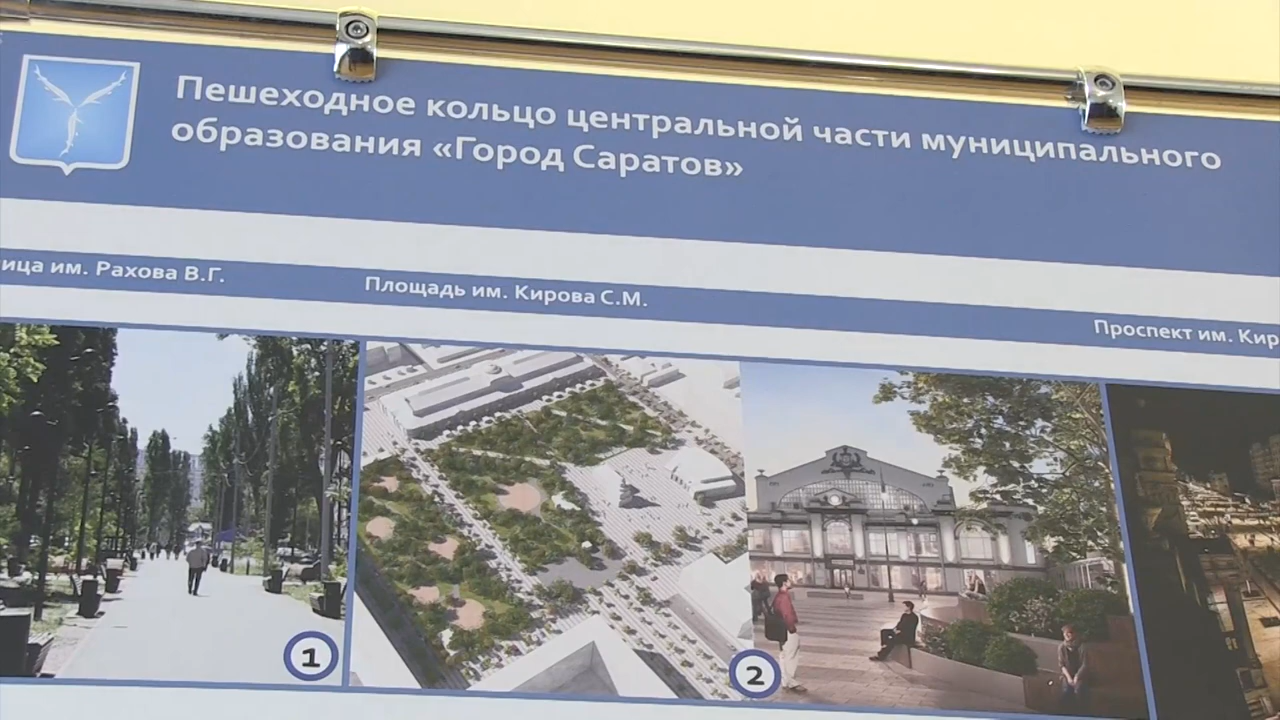 Пешеходное кольцо центральной части муниципального
образования «Город Саратов»
ица им. Рахова В.Г.
Площадь им. Кирова С.М.
Проспект им. Кир
1
2